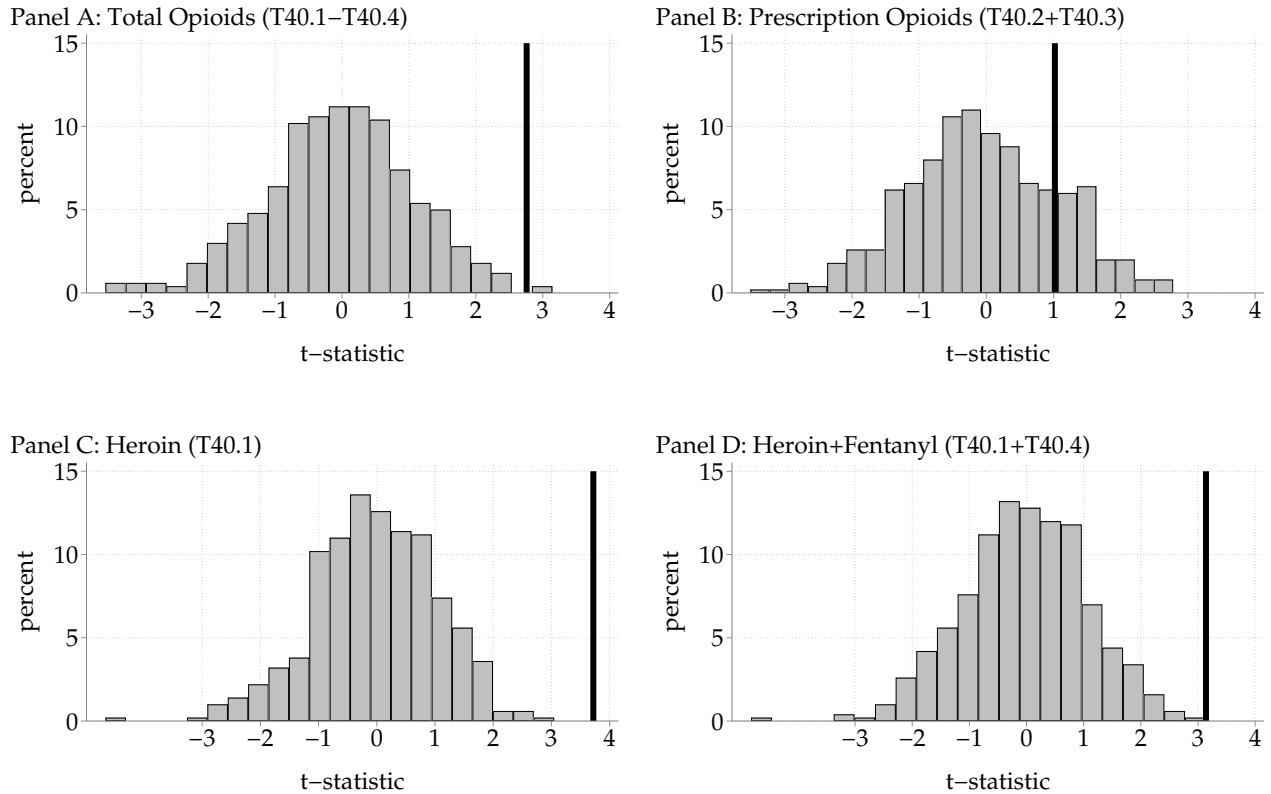 Panel A: Total Opioids (T40.1−T40.4)
15
10
5
0
percent
−3 −2 −1 0 1 2 3 4
t−statistic
Panel B: Prescription Opioids (T40.2+T40.3)
15
10
5
0
percent
−3 −2 −1 0 1 2 3 4
t−statistic
Panel C: Heroin (T40.1)
15
10
5
0
percent
−3 −2 −1 0 1 2 3 4
t−statistic
Panel D: Heroin+Fentanyl (T40.1+T40.4)
15
10
5
0
percent
−3 −2 −1 0 1 2 3 4
t−statistic